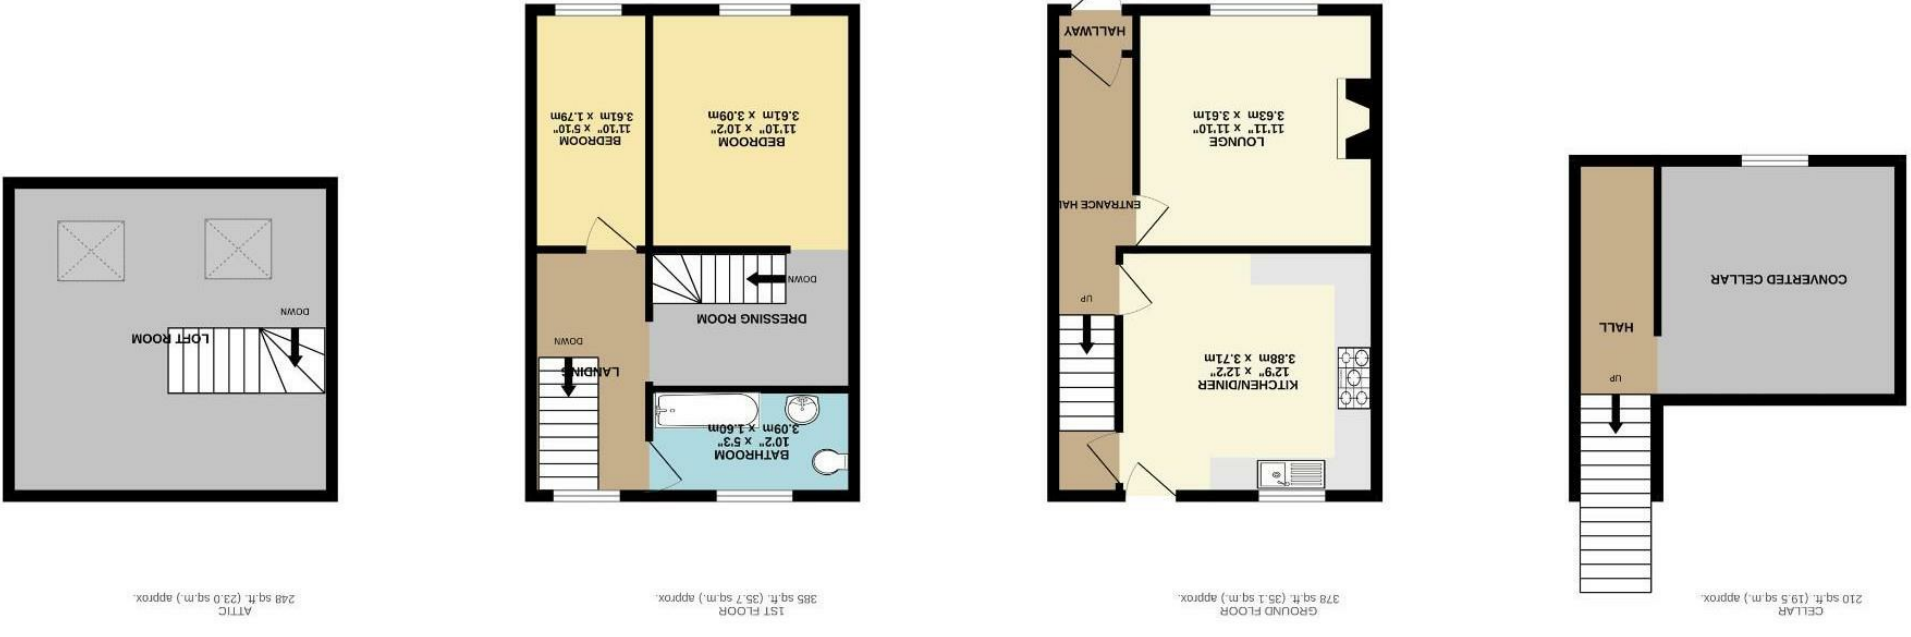 CELLAR
210 sq.ft. (19.5 sq.m.) approx.
UP
HALL
CONVERTED CELLAR
GROUND FLOOR
378 sq.ft. (35.1 sq.m.) approx.
KITCHEN/DINER
12'9" x 12'2"
3.88m x 3.71m
UP
ENTRANCE HAL
LOUNGE
11'11" x 11'10"
3.63m x 3.61m
HALLWAY
1ST FLOOR
385 sq.ft. (35.7 sq.m.) approx.
BATHROOM
10'2" x 5'3"
3.09m x 1.60m
LANDING
DOWN
DRESSING ROOM
DOWN
BEDROOM
11'10" x 10'2"
3.61m x 3.09m
BEDROOM
11'10" x 5'10"
3.61m x 1.79m
ATTIC
248 sq.ft. (23.0 sq.m.) approx.
LOFT ROOM
DOWN